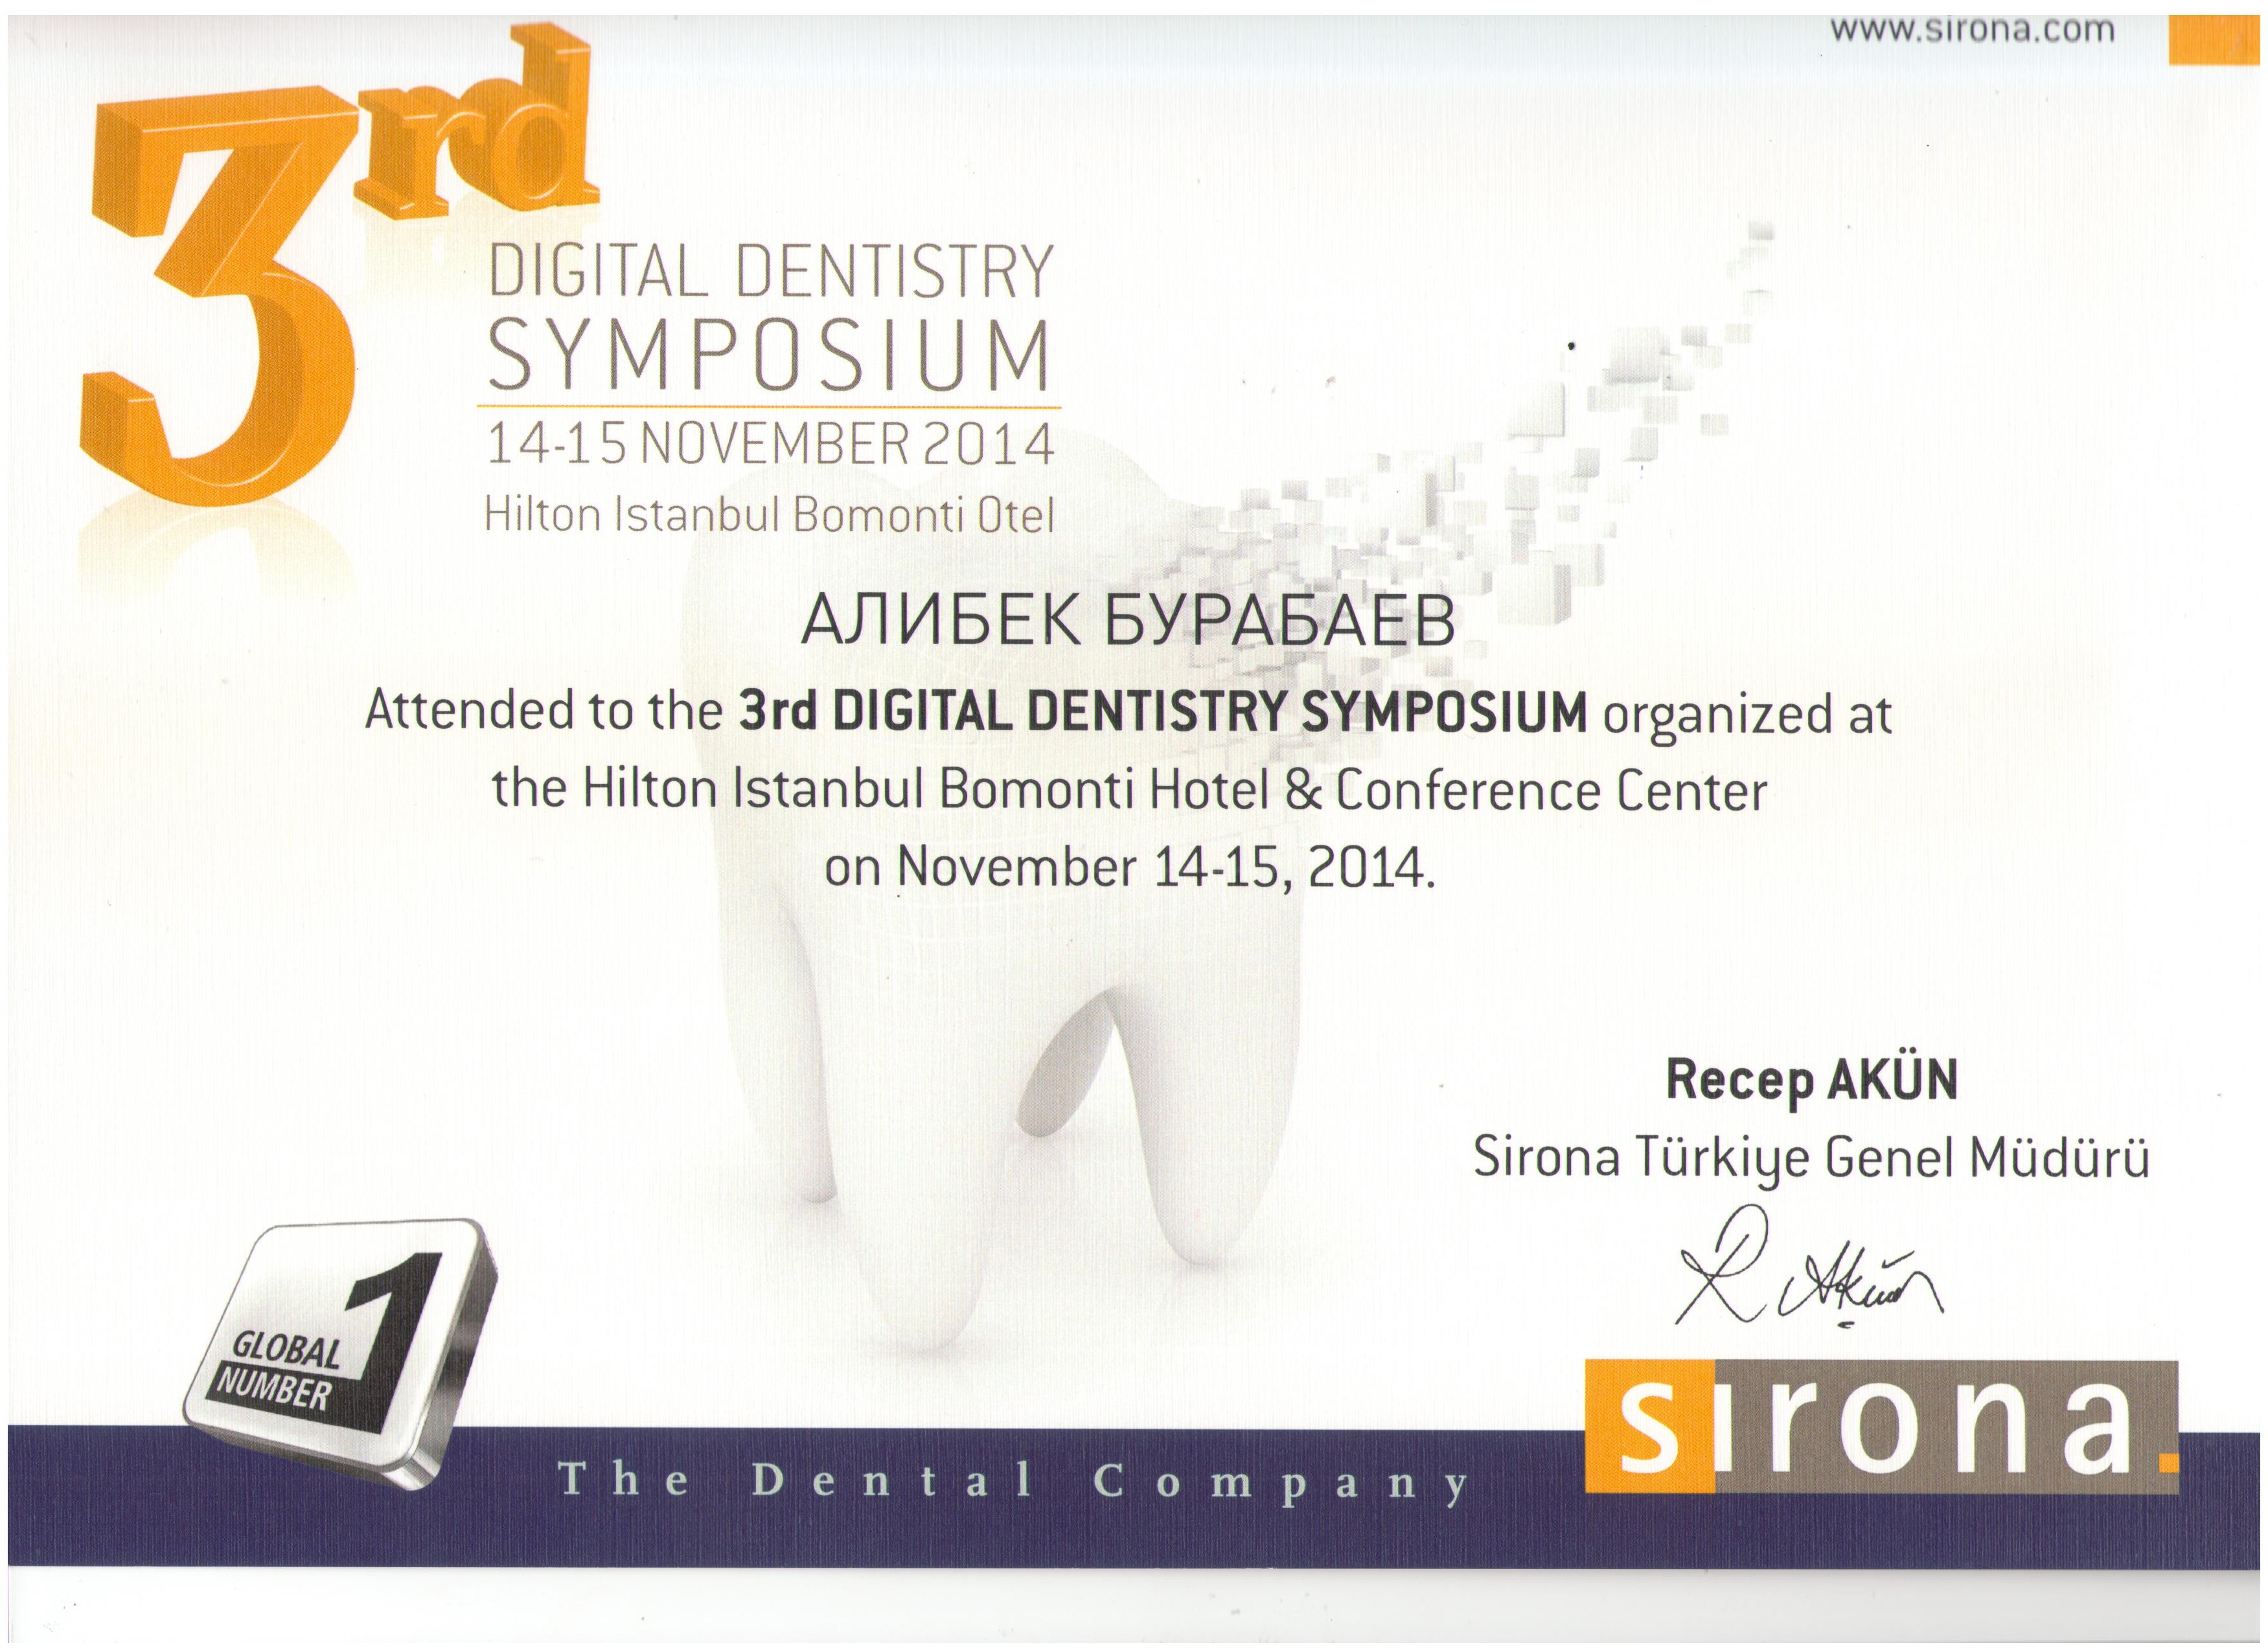 www.sirona.com
3rd
DIGITAL DENTISTRY
SYMPOSIUM
14-15 NOVEMBER 2014
Hilton Istanbul Bomonti Otel
АЛИБЕК БУРАБАЕВ
Attended to the 3rd DIGITAL DENTISTRY SYMPOSIUM organized at
the Hilton Istanbul Bomonti Hotel & Conference Center
on November 14-15, 2014.
Recep AKÜN
Sirona Türkiye Genel Müdürü
R Akün
GLOBAL
NUMBER
1
The Dental Company
sırona.